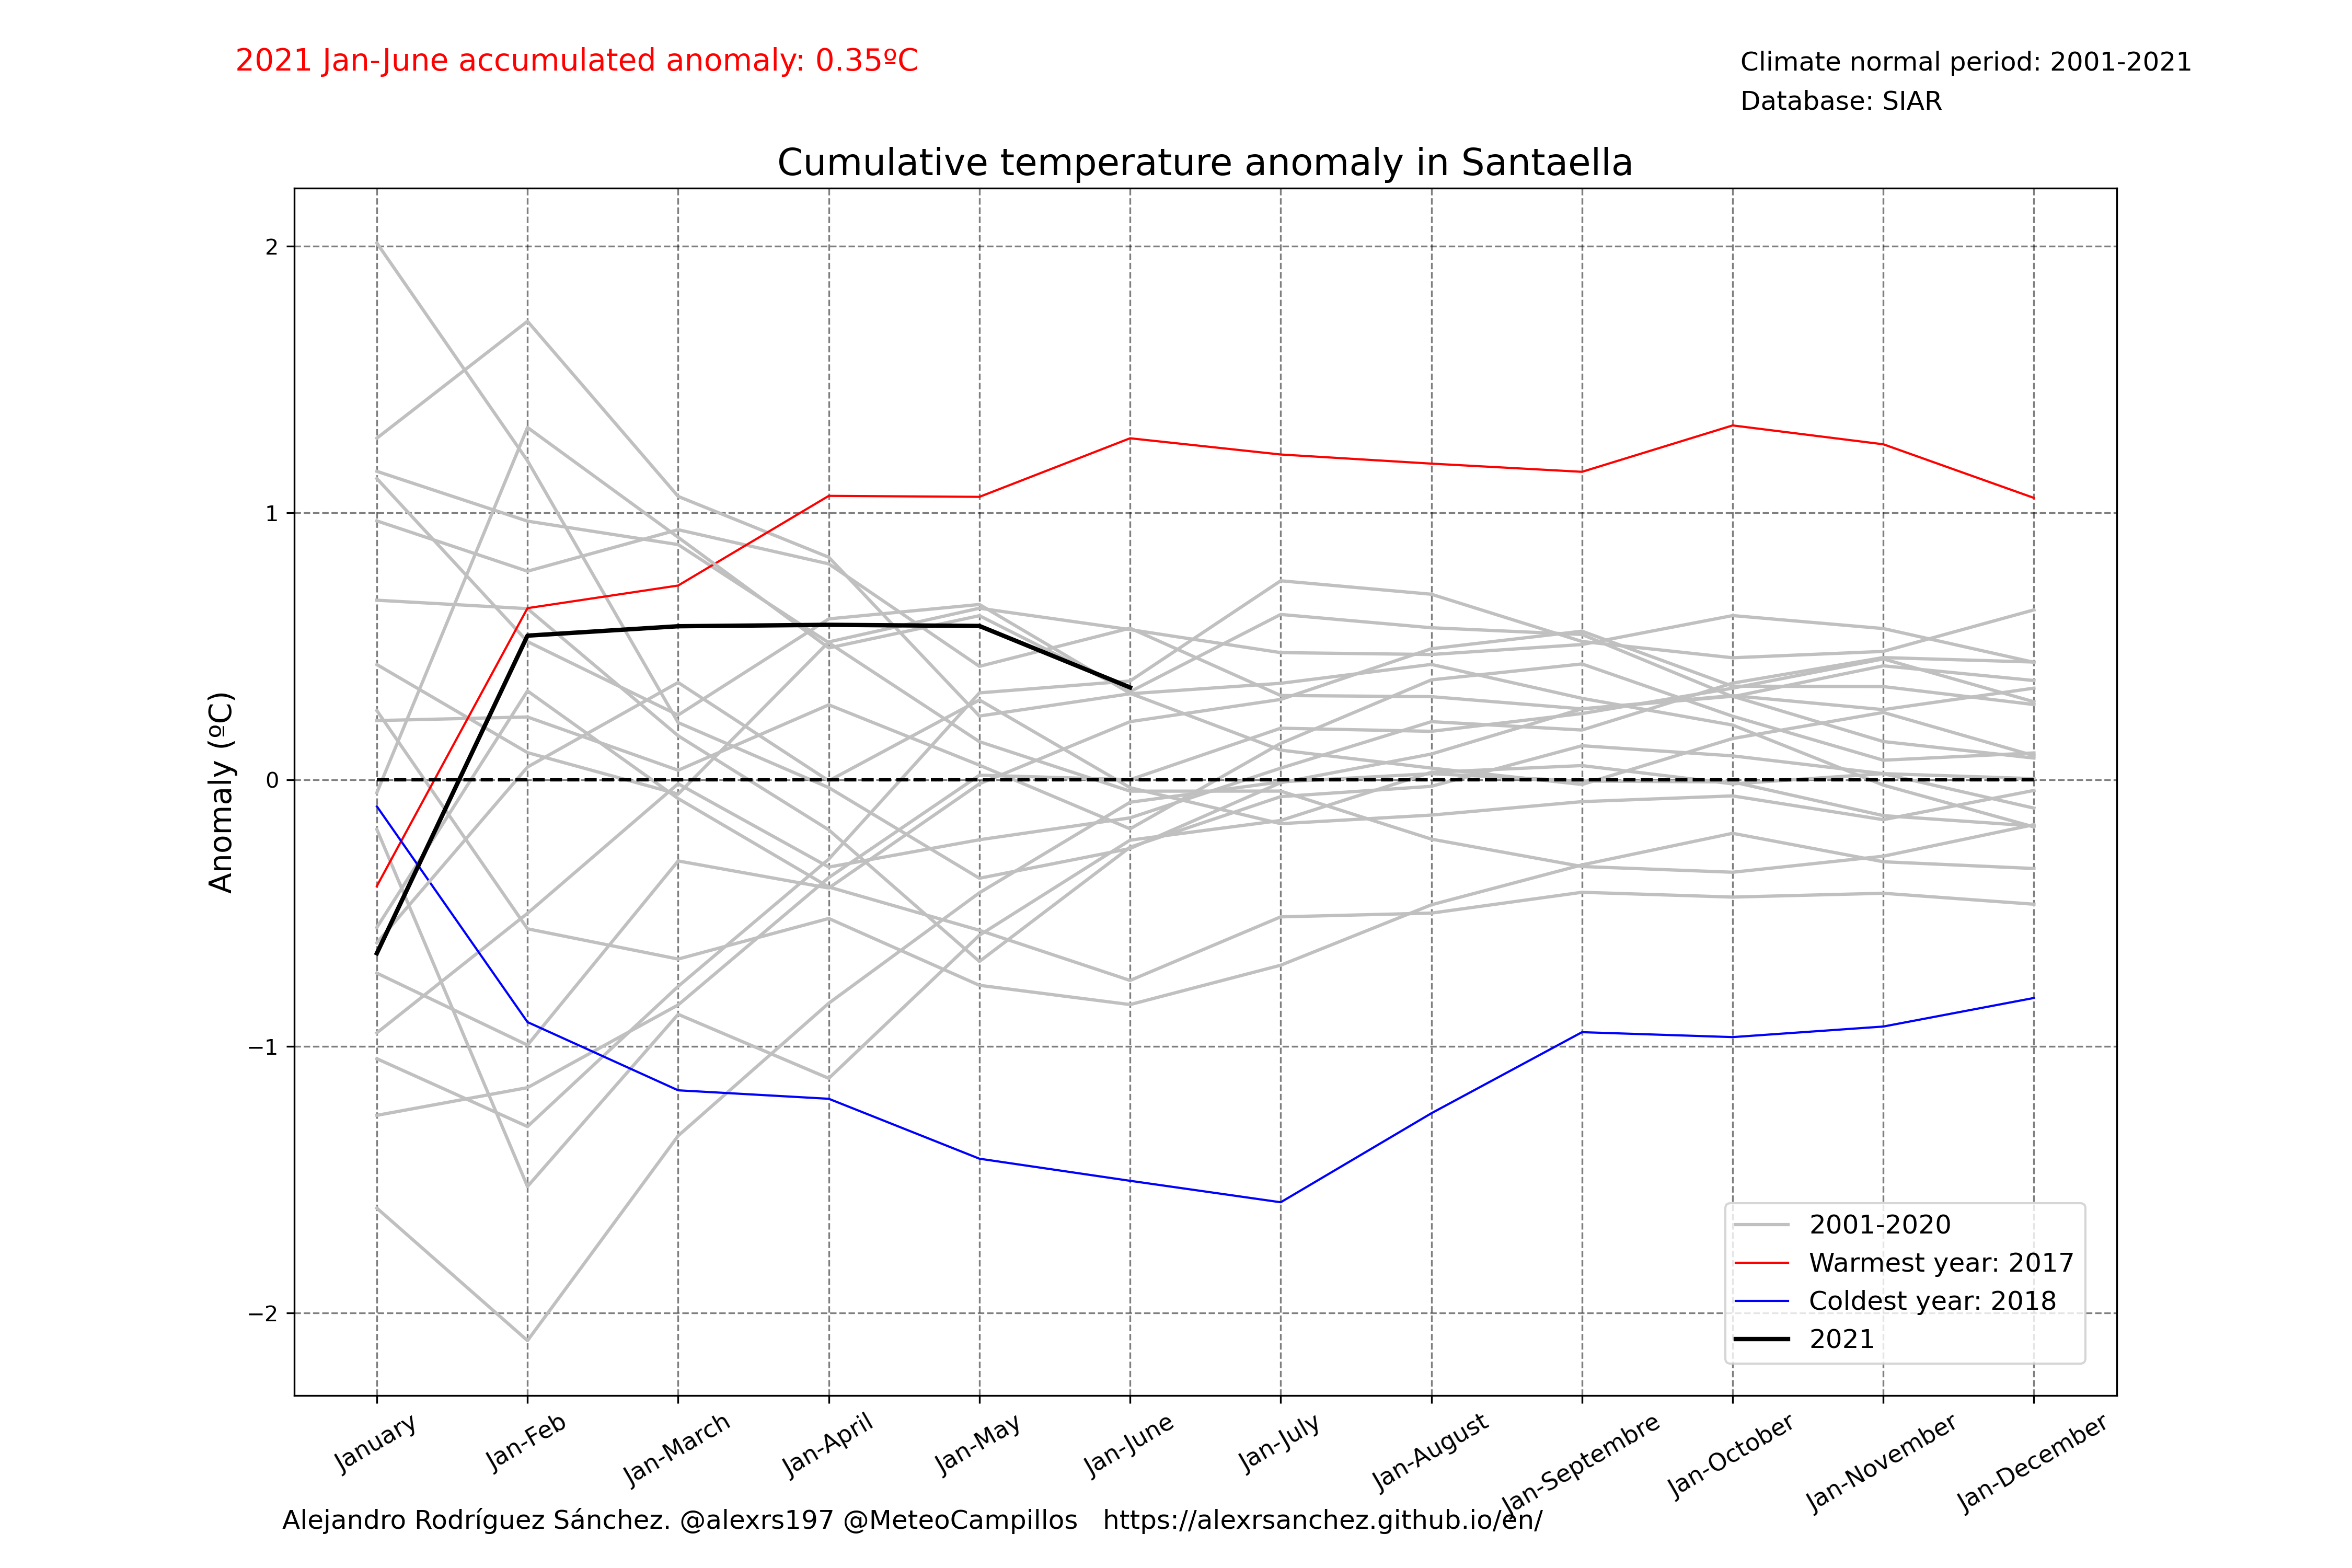 2021 Jan-June accumulated anomaly: 0.35ºC
Climate normal period: 2001-2021
Database: SIAR
Cumulative temperature anomaly in Santaella
Anomaly (ºC)
2
1
0
−1
−2
2001-2020
Warmest year: 2017
Coldest year: 2018
2021
January
Jan-Feb
Jan-March
Jan-April
Jan-May
Jan-June
Jan-July
Jan-August
Jan-Septembre
Jan-October
Jan-November
Jan-December
Alejandro Rodríguez Sánchez. @alexrs197 @MeteoCampillos https://alexrsanchez.github.io/en/